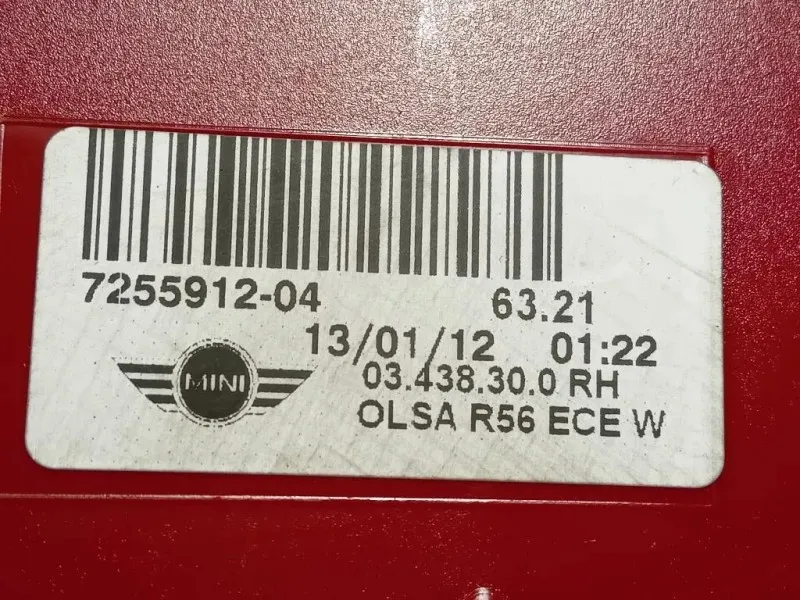 7255912-04 63.21
13/01/12 01:22
MINI
03.438.30.0 RH
OLSA R56 ECE W